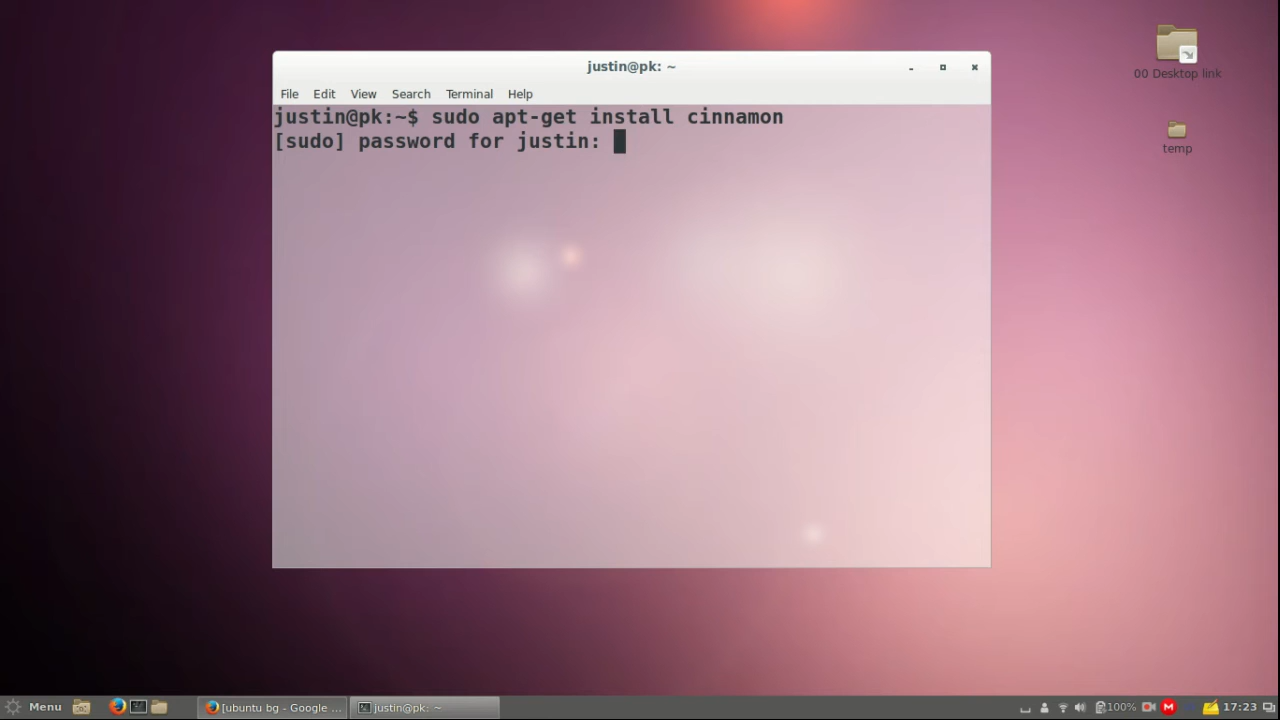 justin@pk: ~
File Edit View Search Terminal Help
justin@pk:~$ sudo apt-get install cinnamon
[sudo] password for justin:
00 Desktop link
temp
Menu
[ubuntu bg - Google ...
justin@pk: ~
100%
M
17:23